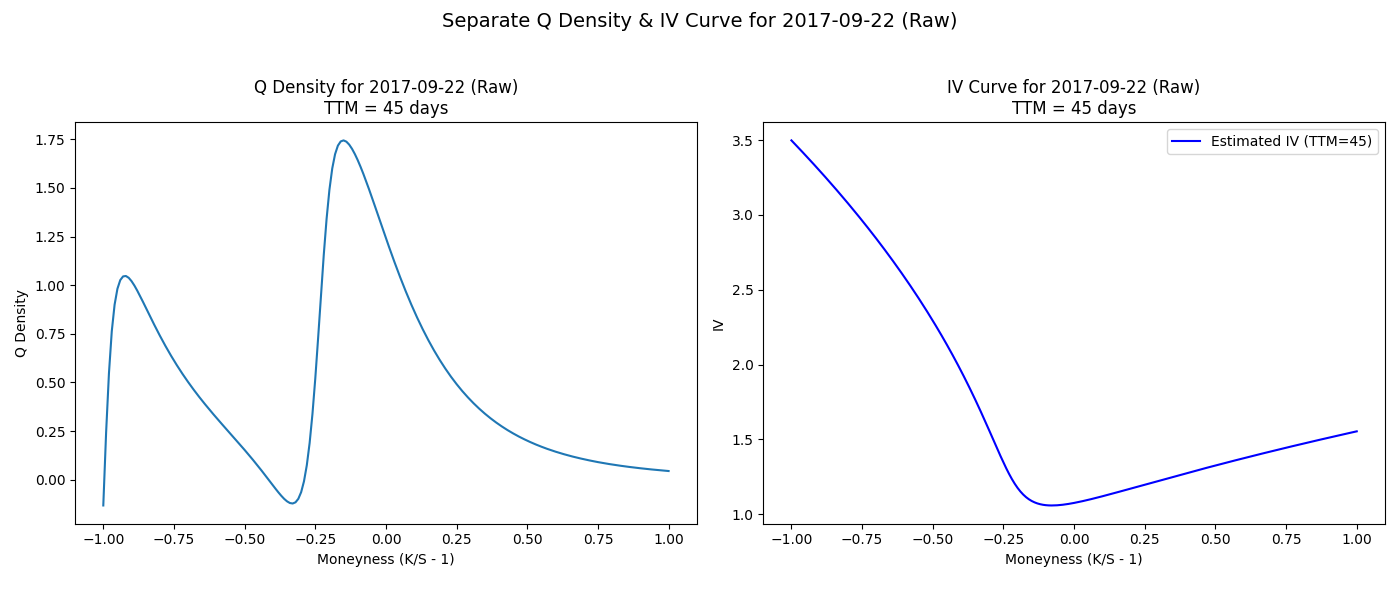 Separate Q Density & IV Curve for 2017-09-22 (Raw)
Q Density for 2017-09-22 (Raw)
TTM = 45 days
1.75
1.50
1.25
1.00
0.75
0.50
0.25
0.00
Q Density
−1.00 −0.75 −0.50 −0.25 0.00 0.25 0.50 0.75 1.00
Moneyness (K/S - 1)
IV Curve for 2017-09-22 (Raw)
TTM = 45 days
Estimated IV (TTM=45)
3.5
3.0
2.5
2.0
1.5
1.0
IV
−1.00 −0.75 −0.50 −0.25 0.00 0.25 0.50 0.75 1.00
Moneyness (K/S - 1)